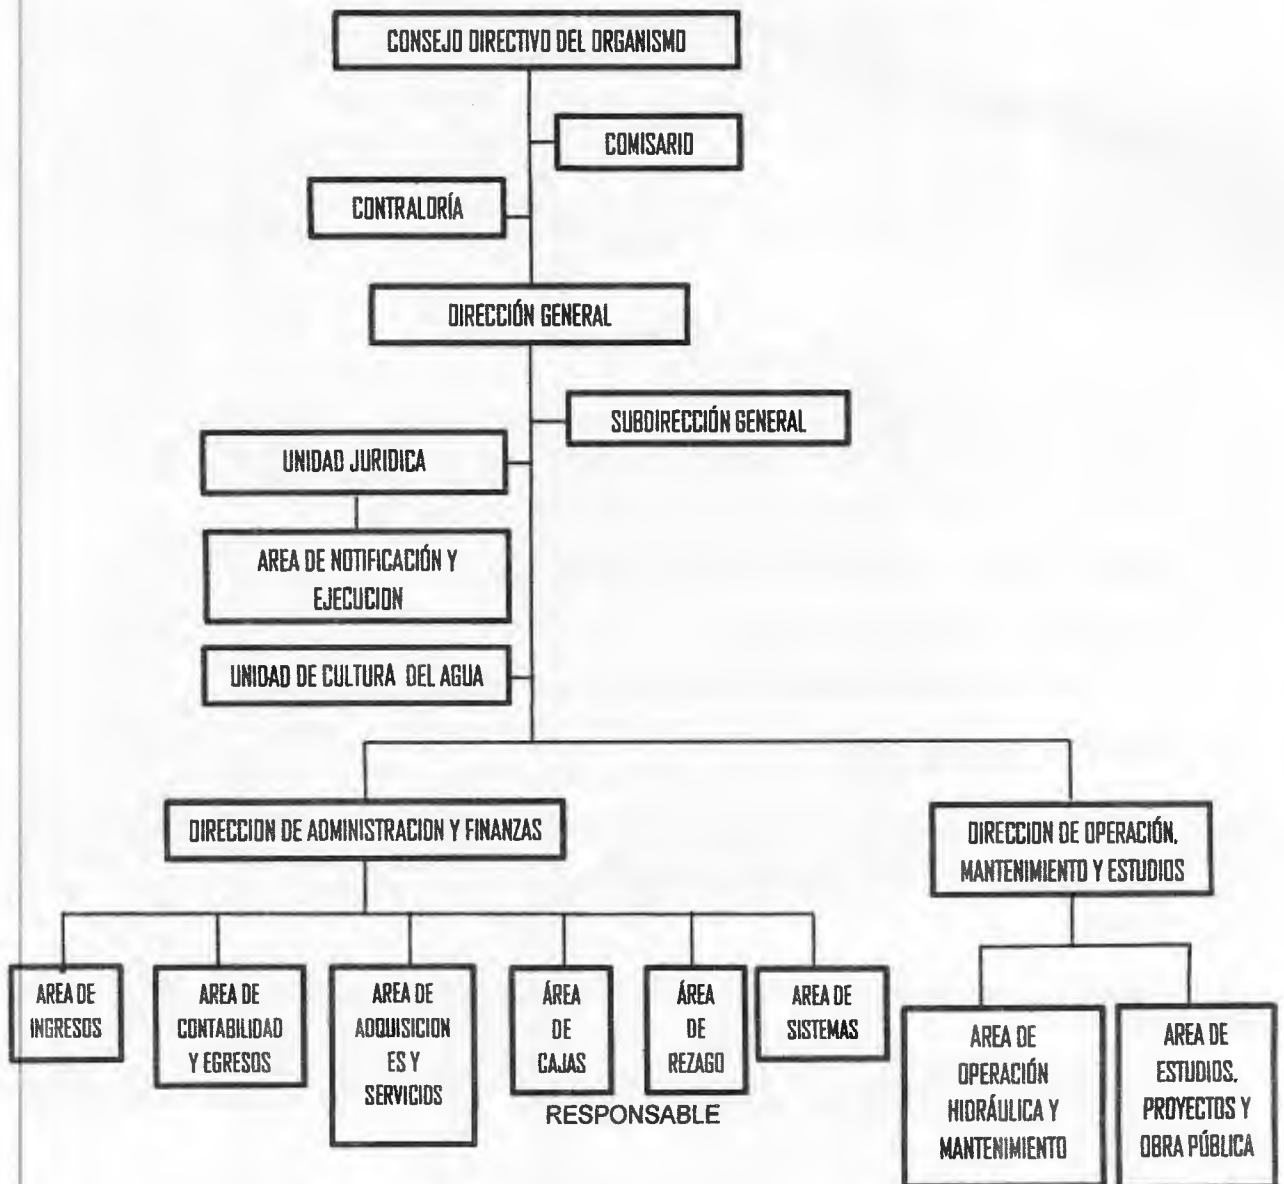 CONSEJO DIRECTIVO DEL ORGANISMO
COMISARIO
CONTRALORÍA
DIRECCIÓN GENERAL
SUBDIRECCIÓN GENERAL
UNIDAD JURIDICA
AREA DE NOTIFICACIÓN Y
EJECUCION
UNIDAD DE CULTURA DEL AGUA
DIRECCION DE ADMINISTRACION Y FINANZAS
DIRECCION DE OPERACIÓN,
MANTENIMIENTO Y ESTUDIOS
AREA DE
INGRESOS
AREA DE
CONTABILIDAD
Y EGRESOS
AREA DE
ADQUISICION
ES Y
SERVICIOS
ÁREA
DE
CAJAS
ÁREA
DE
REZAGO
AREA DE
SISTEMAS
AREA DE
OPERACIÓN
HIDRÁULICA Y
MANTENIMIENTO
AREA DE
ESTUDIOS,
PROYECTOS Y
OBRA PÚBLICA
RESPONSABLE